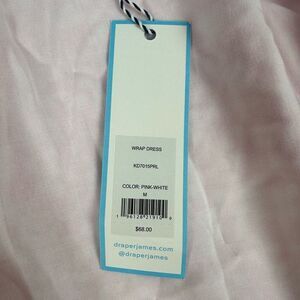 WRAP DRESS
KD7015PRL
COLOR: PINK-WHITE
M
$68.00
draperjames.com
@draperjames